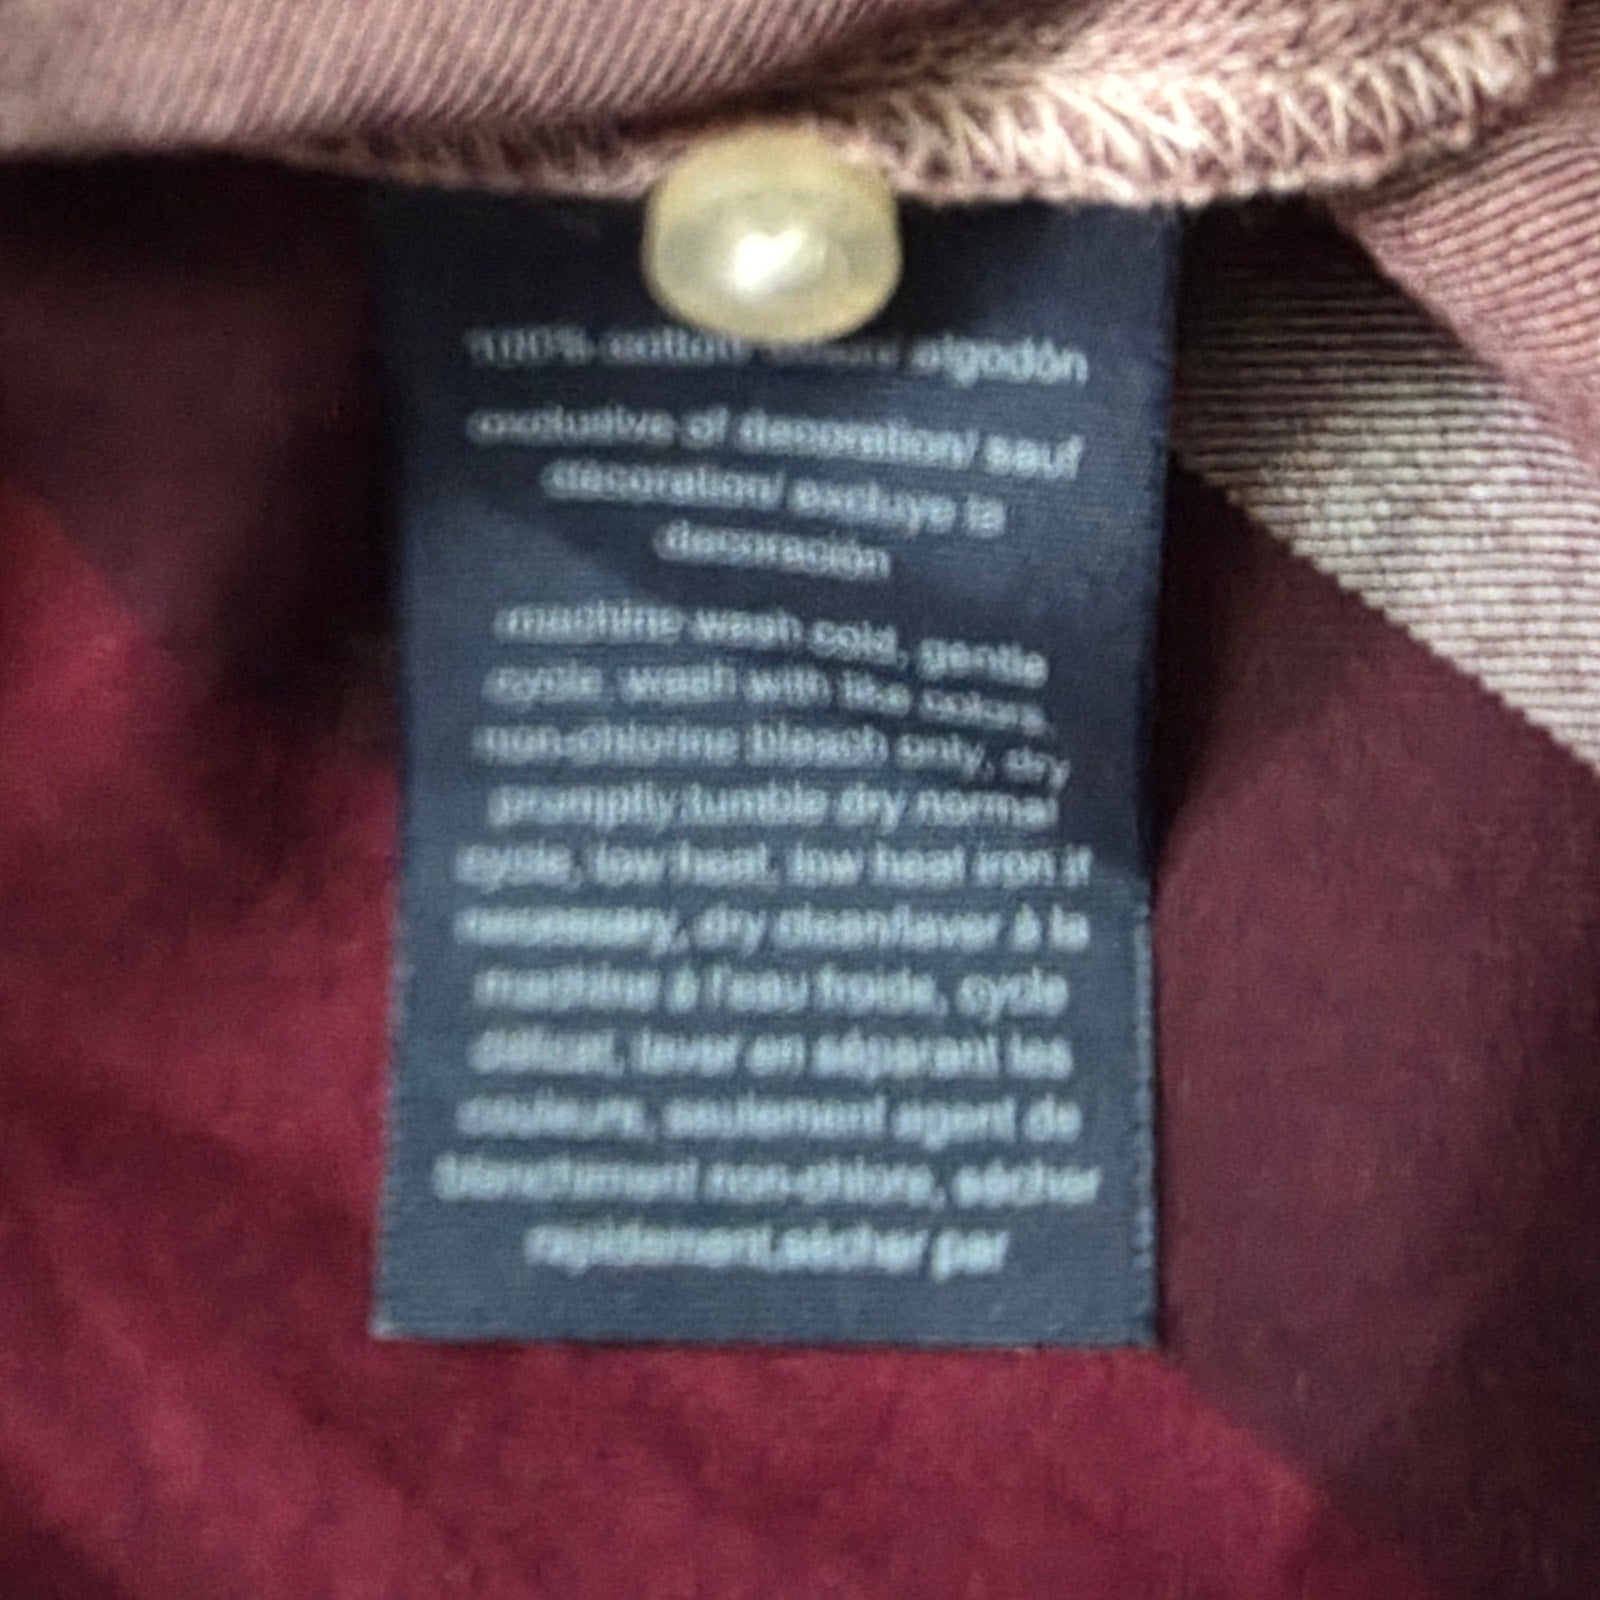 100% cotton/ coton/ algodón
exclusive of decoration/ sauf
décoration/ excluye la
decoración
machine wash cold, gentle
cycle, wash with like colors,
non-chlorine bleach only, dry
promptly,tumble dry normal
cycle, low heat, low heat iron if
necessary, dry clean/laver à la
machine à l'eau froide, cycle
délicat, laver en séparant les
couleurs, seulement agent de
blanchiment non-chlore, sécher
rapidement,sécher par